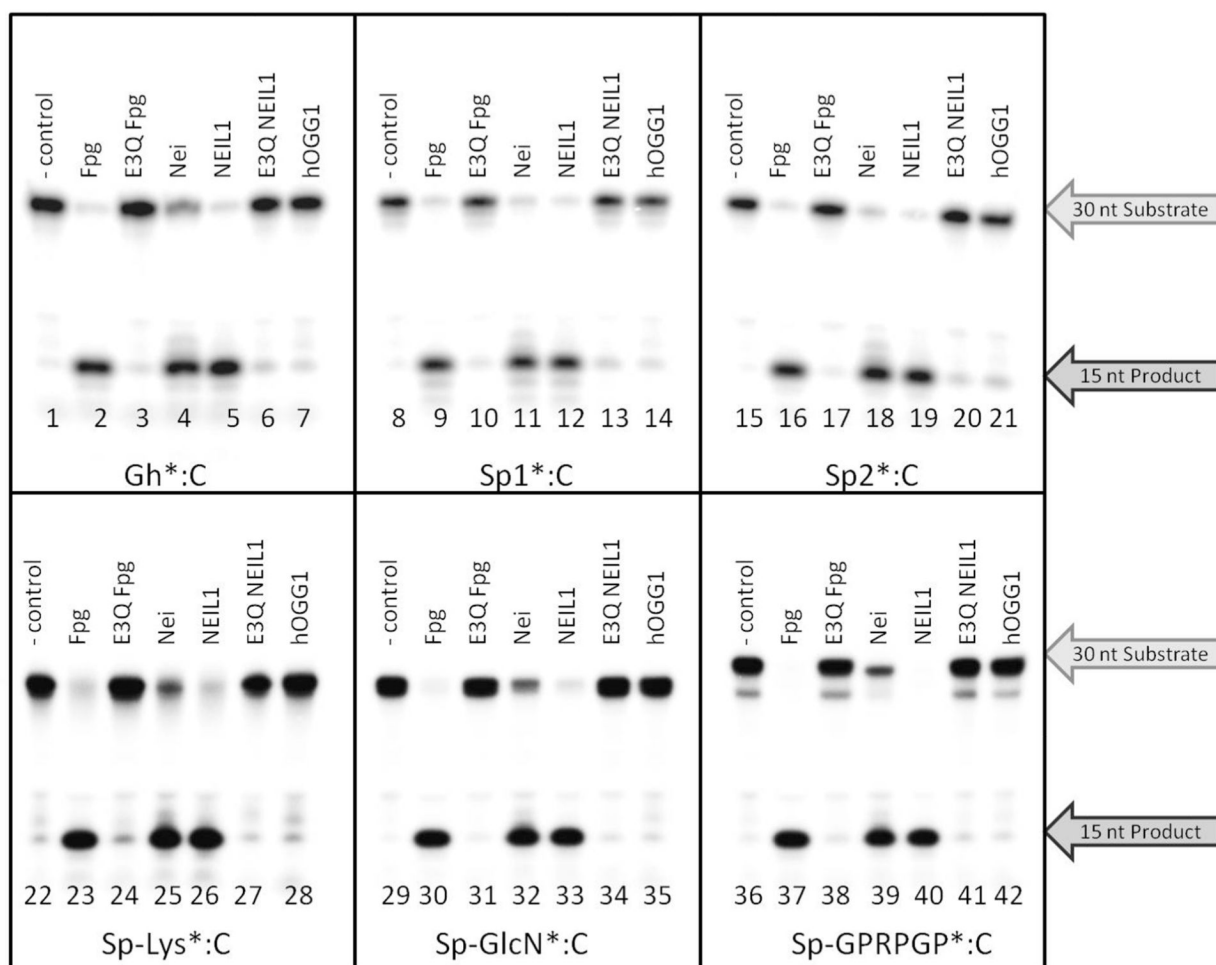 - control Fpg E3Q Fpg Nei NEIL1 E3Q NEIL1 hOGG1
1 2 3 4 5 6 7
Gh*:C
- control Fpg E3Q Fpg Nei NEIL1 E3Q NEIL1 hOGG1
8 9 10 11 12 13 14
Sp1*:C
- control Fpg E3Q Fpg Nei NEIL1 E3Q NEIL1 hOGG1
15 16 17 18 19 20 21
Sp2*:C
30 nt Substrate
15 nt Product
- control Fpg E3Q Fpg Nei NEIL1 E3Q NEIL1 hOGG1
22 23 24 25 26 27 28
Sp-Lys*:C
- control Fpg E3Q Fpg Nei NEIL1 E3Q NEIL1 hOGG1
29 30 31 32 33 34 35
Sp-GlcN*:C
- control Fpg E3Q Fpg Nei NEIL1 E3Q NEIL1 hOGG1
36 37 38 39 40 41 42
Sp-GPRPGP*:C
30 nt Substrate
15 nt Product